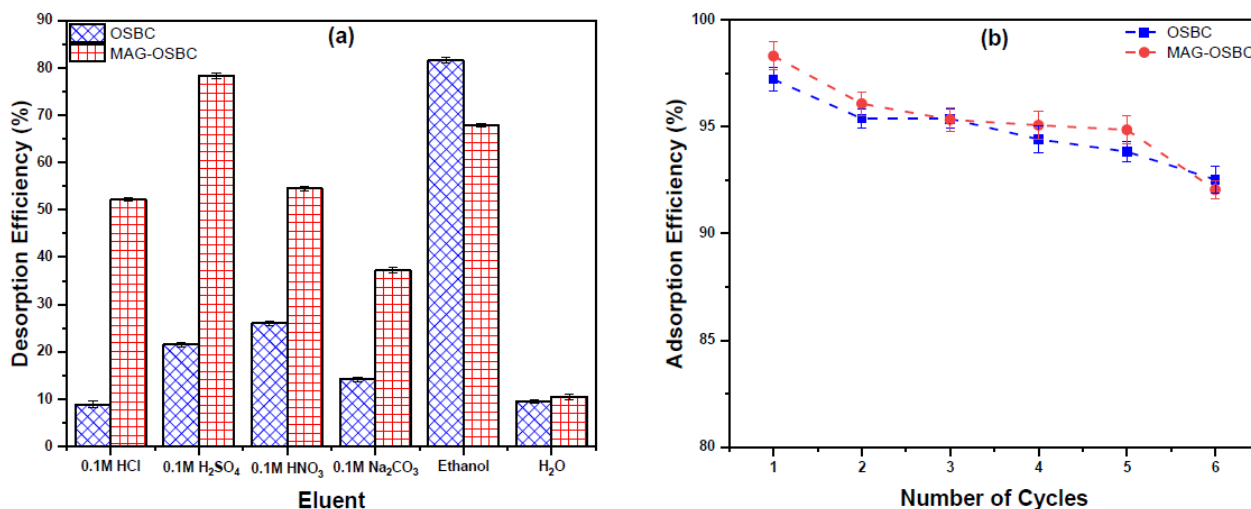 (a)
OSBC
MAG-OSBC
Desorption Efficiency (%)
90
80
70
60
50
40
30
20
10
0
0.1M HCl 0.1M H₂SO₄ 0.1M HNO₃ 0.1M Na₂CO₃ Ethanol H₂O
Eluent
(b)
OSBC
MAG-OSBC
Adsorption Efficiency (%)
100
95
90
85
80
1 2 3 4 5 6
Number of Cycles